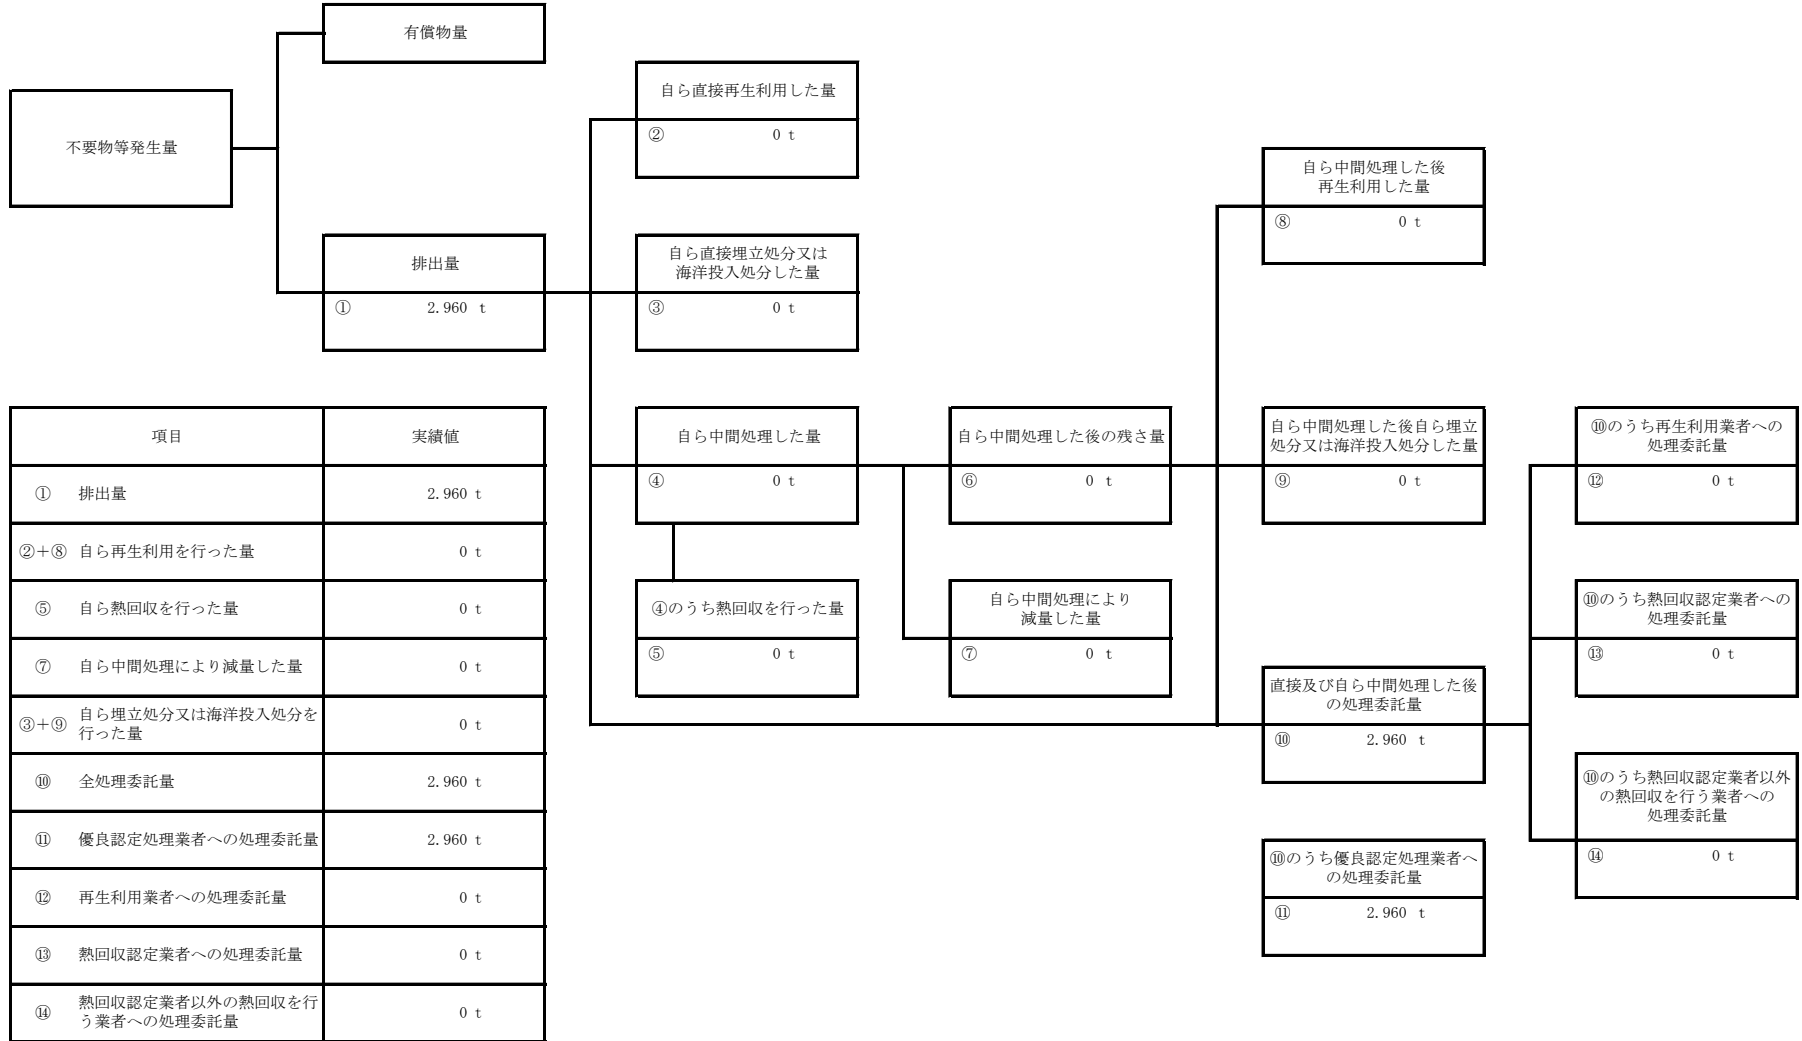 有償物量
不要物等発生量
排出量
① 2.960 t
自ら直接再生利用した量
② 0 t
自ら直接埋立処分又は
海洋投入処分した量
③ 0 t
自ら中間処理した量
④ 0 t
④のうち熱回収を行った量
⑤ 0 t
自ら中間処理した後の残さ量
⑥ 0 t
自ら中間処理により
減量した量
⑦ 0 t
自ら中間処理した後
再生利用した量
⑧ 0 t
自ら中間処理した後自ら埋立
処分又は海洋投入処分した量
⑨ 0 t
直接及び自ら中間処理した後
の処理委託量
⑩ 2.960 t
⑩のうち優良認定処理業者へ
の処理委託量
⑪ 2.960 t
⑩のうち再生利用業者への
処理委託量
⑫ 0 t
⑩のうち熱回収認定業者への
処理委託量
⑬ 0 t
⑩のうち熱回収認定業者以外
の熱回収を行う業者への
処理委託量
⑭ 0 t
項目 実績値
① 排出量 2.960 t
②+⑧ 自ら再生利用を行った量 0 t
⑤ 自ら熱回収を行った量 0 t
⑦ 自ら中間処理により減量した量 0 t
③+⑨ 自ら埋立処分又は海洋投入処分を
行った量 0 t
⑩ 全処理委託量 2.960 t
⑪ 優良認定処理業者への処理委託量 2.960 t
⑫ 再生利用業者への処理委託量 0 t
⑬ 熱回収認定業者への処理委託量 0 t
⑭ 熱回収認定業者以外の熱回収を行
う業者への処理委託量 0 t